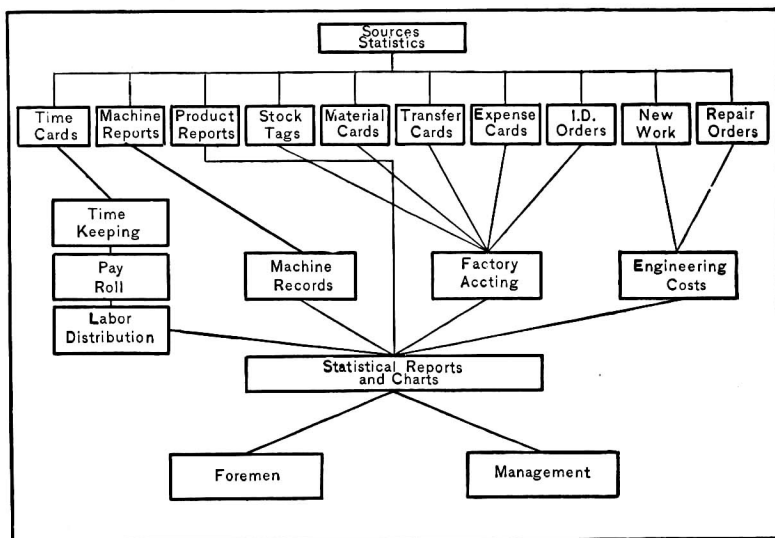 Sources
Statistics
Time
Cards
Machine
Reports
Product
Reports
Stock
Tags
Material
Cards
Transfer
Cards
Expense
Cards
I.D.
Orders
New
Work
Repair
Orders
Time
Keeping
Pay
Roll
Labor
Distribution
Machine
Records
Factory
Accting
Engineering
Costs
Statistical Reports
and Charts
Foremen
Management